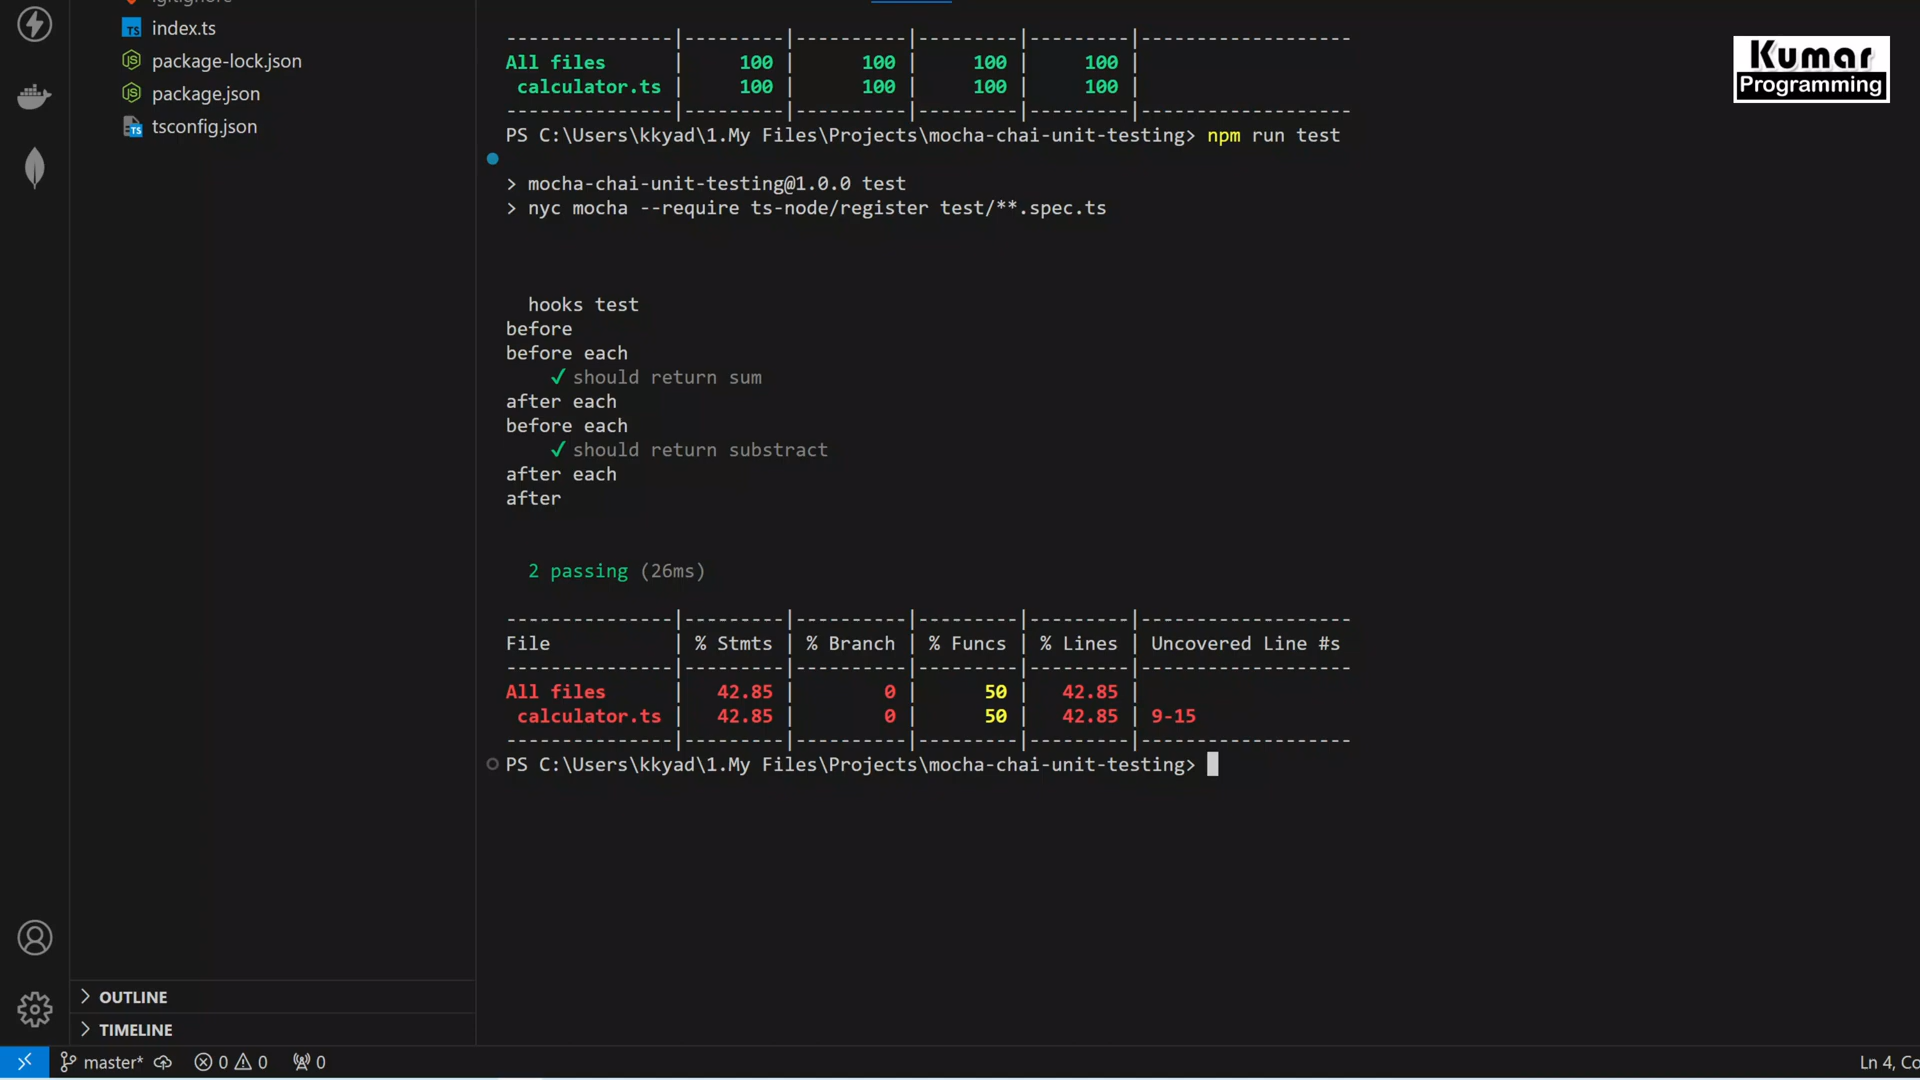 index.ts
package-lock.json
package.json
tsconfig.json
OUTLINE
TIMELINE
---------------|---------|----------|---------|---------|-------------------
All files | 100 | 100 | 100 | 100 |
calculator.ts | 100 | 100 | 100 | 100 |
---------------|---------|----------|---------|---------|-------------------
PS C:\Users\kkyad\1.My Files\Projects\mocha-chai-unit-testing> npm run test
> mocha-chai-unit-testing@1.0.0 test
> nyc mocha --require ts-node/register test/**.spec.ts
hooks test
before
before each
✓ should return sum
after each
before each
✓ should return substract
after each
after
2 passing (26ms)
---------------|---------|----------|---------|---------|-------------------
File | % Stmts | % Branch | % Funcs | % Lines | Uncovered Line #s
---------------|---------|----------|---------|---------|-------------------
All files | 42.85 | 0 | 50 | 42.85 |
calculator.ts | 42.85 | 0 | 50 | 42.85 | 9-15
---------------|---------|----------|---------|---------|-------------------
PS C:\Users\kkyad\1.My Files\Projects\mocha-chai-unit-testing>
Kumar
Programming
master* 0 0 0
Ln 4, Co